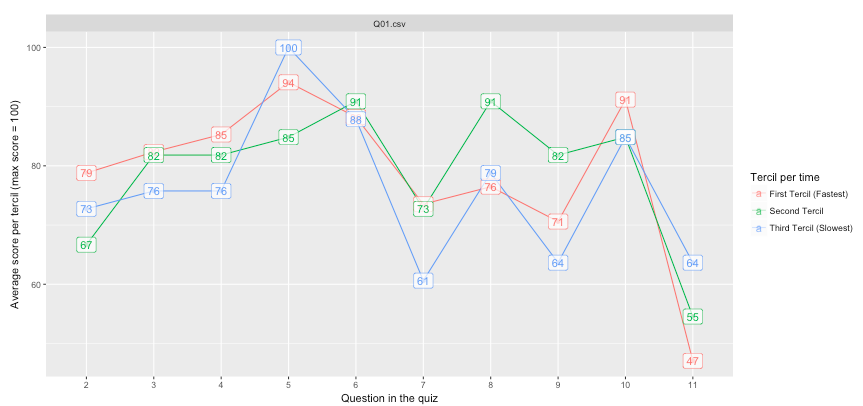 Q01.csv
Average score per tercil (max score = 100)
100
80
60
79 82 76 76 100 88 61 79 64 85 64
79 85 94 76 71 91 47
67 82 82 85 91 73 91 82 55
73
2 3 4 5 6 7 8 9 10 11
Question in the quiz
Tercil per time
a First Tercil (Fastest)
a Second Tercil
a Third Tercil (Slowest)